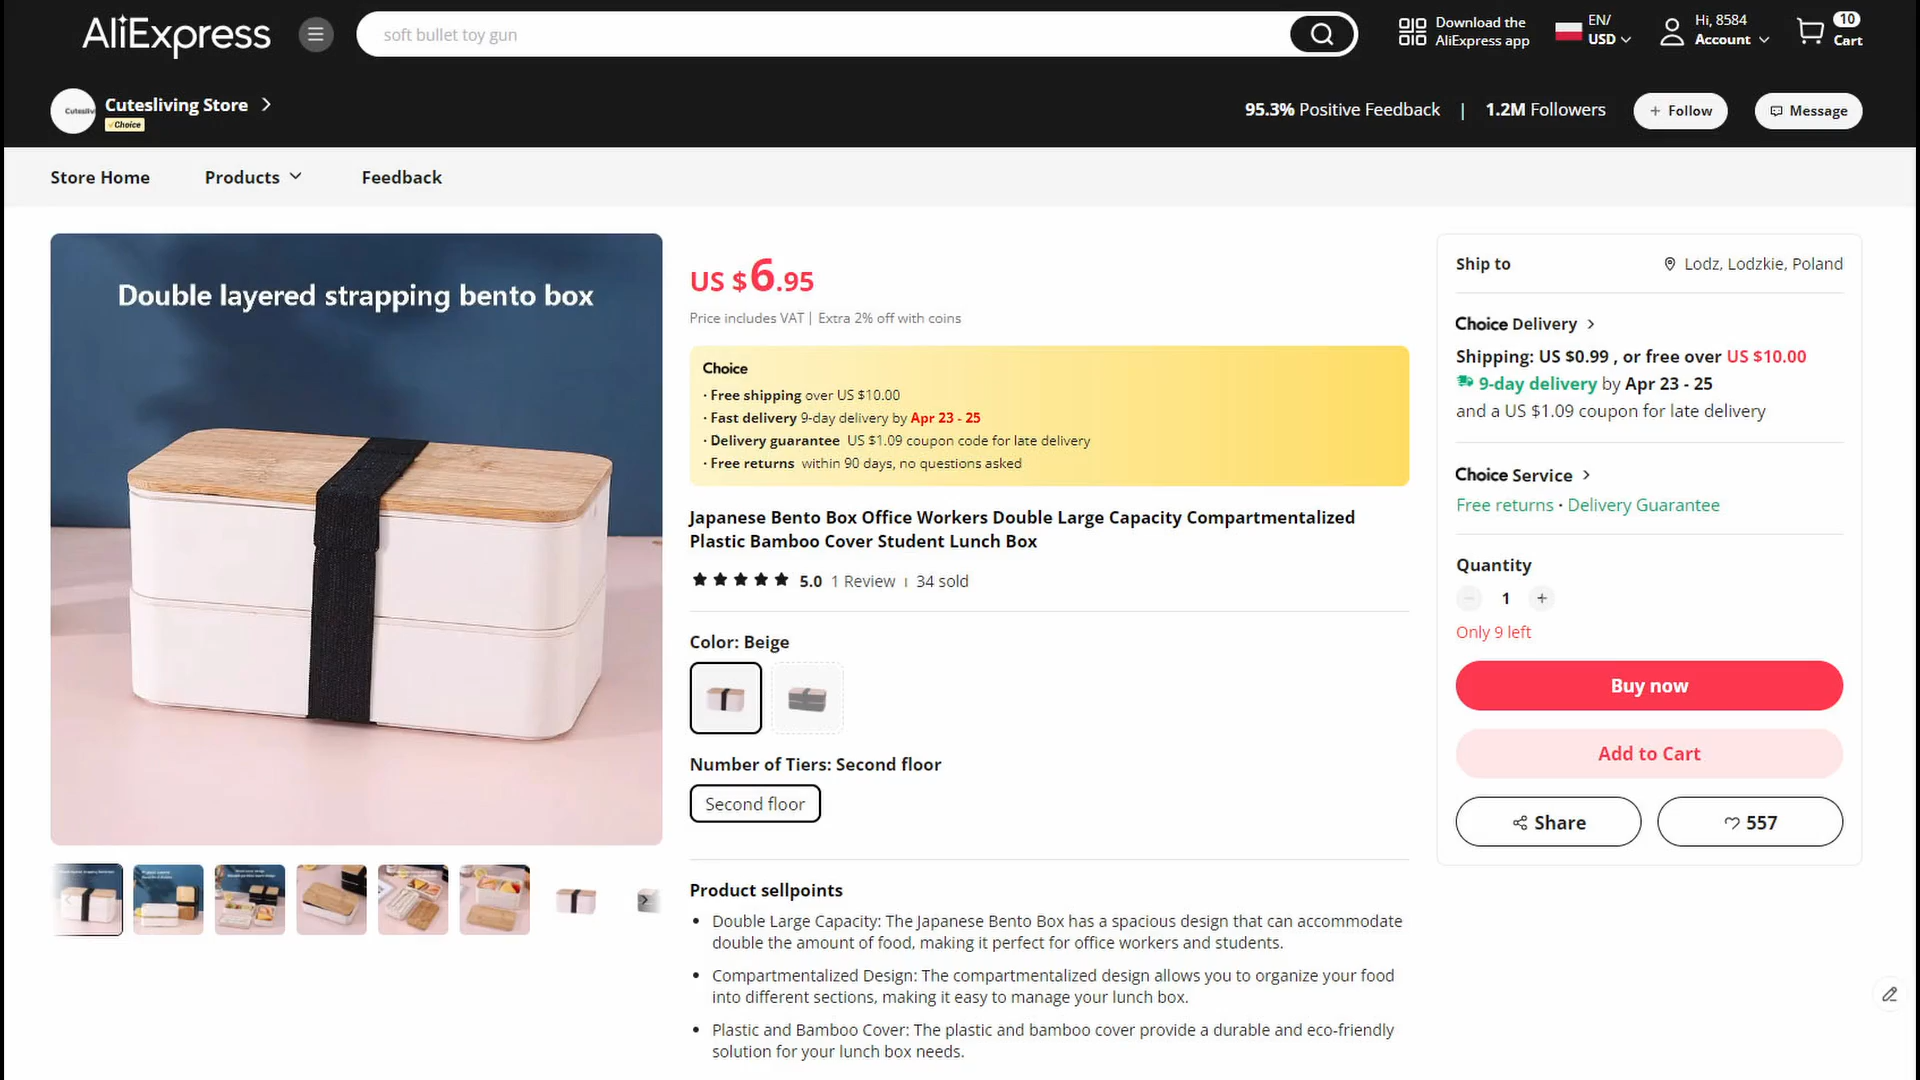 AliExpress
soft bullet toy gun
Download the
AliExpress app
EN/
USD
Hi, 8584
Account
10
Cart
Cutesliving Store
Choice
95.3% Positive Feedback | 1.2M Followers
+ Follow
Message
Store Home
Products
Feedback
Double layered strapping bento box
US $6.95
Price includes VAT | Extra 2% off with coins
Choice
· Free shipping over US $10.00
· Fast delivery 9-day delivery by Apr 23 - 25
· Delivery guarantee US $1.09 coupon code for late delivery
· Free returns within 90 days, no questions asked
Japanese Bento Box Office Workers Double Large Capacity Compartmentalized
Plastic Bamboo Cover Student Lunch Box
5.0 1 Review | 34 sold
Color: Beige
Number of Tiers: Second floor
Second floor
Product sellpoints
• Double Large Capacity: The Japanese Bento Box has a spacious design that can accommodate
double the amount of food, making it perfect for office workers and students.
• Compartmentalized Design: The compartmentalized design allows you to organize your food
into different sections, making it easy to manage your lunch box.
• Plastic and Bamboo Cover: The plastic and bamboo cover provide a durable and eco-friendly
solution for your lunch box needs.
Ship to
Lodz, Lodzkie, Poland
Choice Delivery
Shipping: US $0.99 , or free over US $10.00
9-day delivery by Apr 23 - 25
and a US $1.09 coupon for late delivery
Choice Service
Free returns · Delivery Guarantee
Quantity
− 1 +
Only 9 left
Buy now
Add to Cart
Share
557